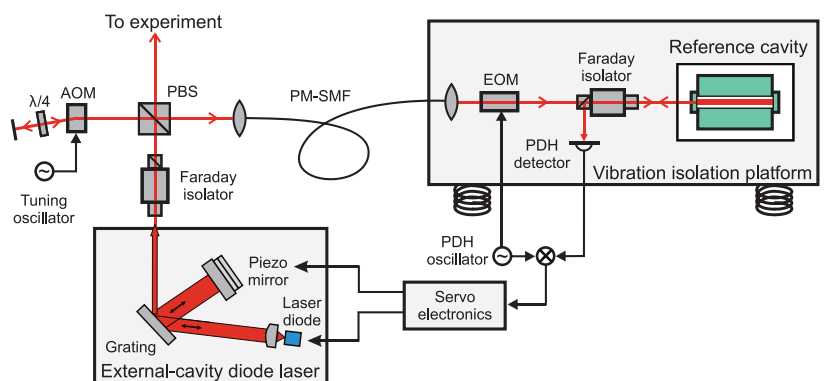 To experiment
λ/4
AOM
PBS
PM-SMF
Tuning
oscillator
Faraday
isolator
EOM
Faraday
isolator
Reference cavity
PDH
detector
Vibration isolation platform
PDH
oscillator
Servo
electronics
Piezo
mirror
Laser
diode
Grating
External-cavity diode laser